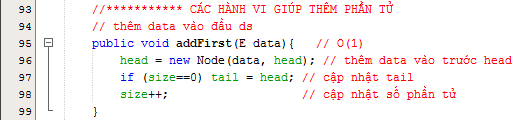 93 //*********** CÁC HÀNH VI GIÚP THÊM PHẦN TỬ
94 // thêm data vào đầu ds
95 public void addFirst(E data){ // O(1)
96 head = new Node(data, head); // thêm data vào trước head
97 if (size==0) tail = head; // cập nhật tail
98 size++; // cập nhật số phần tử
99 }